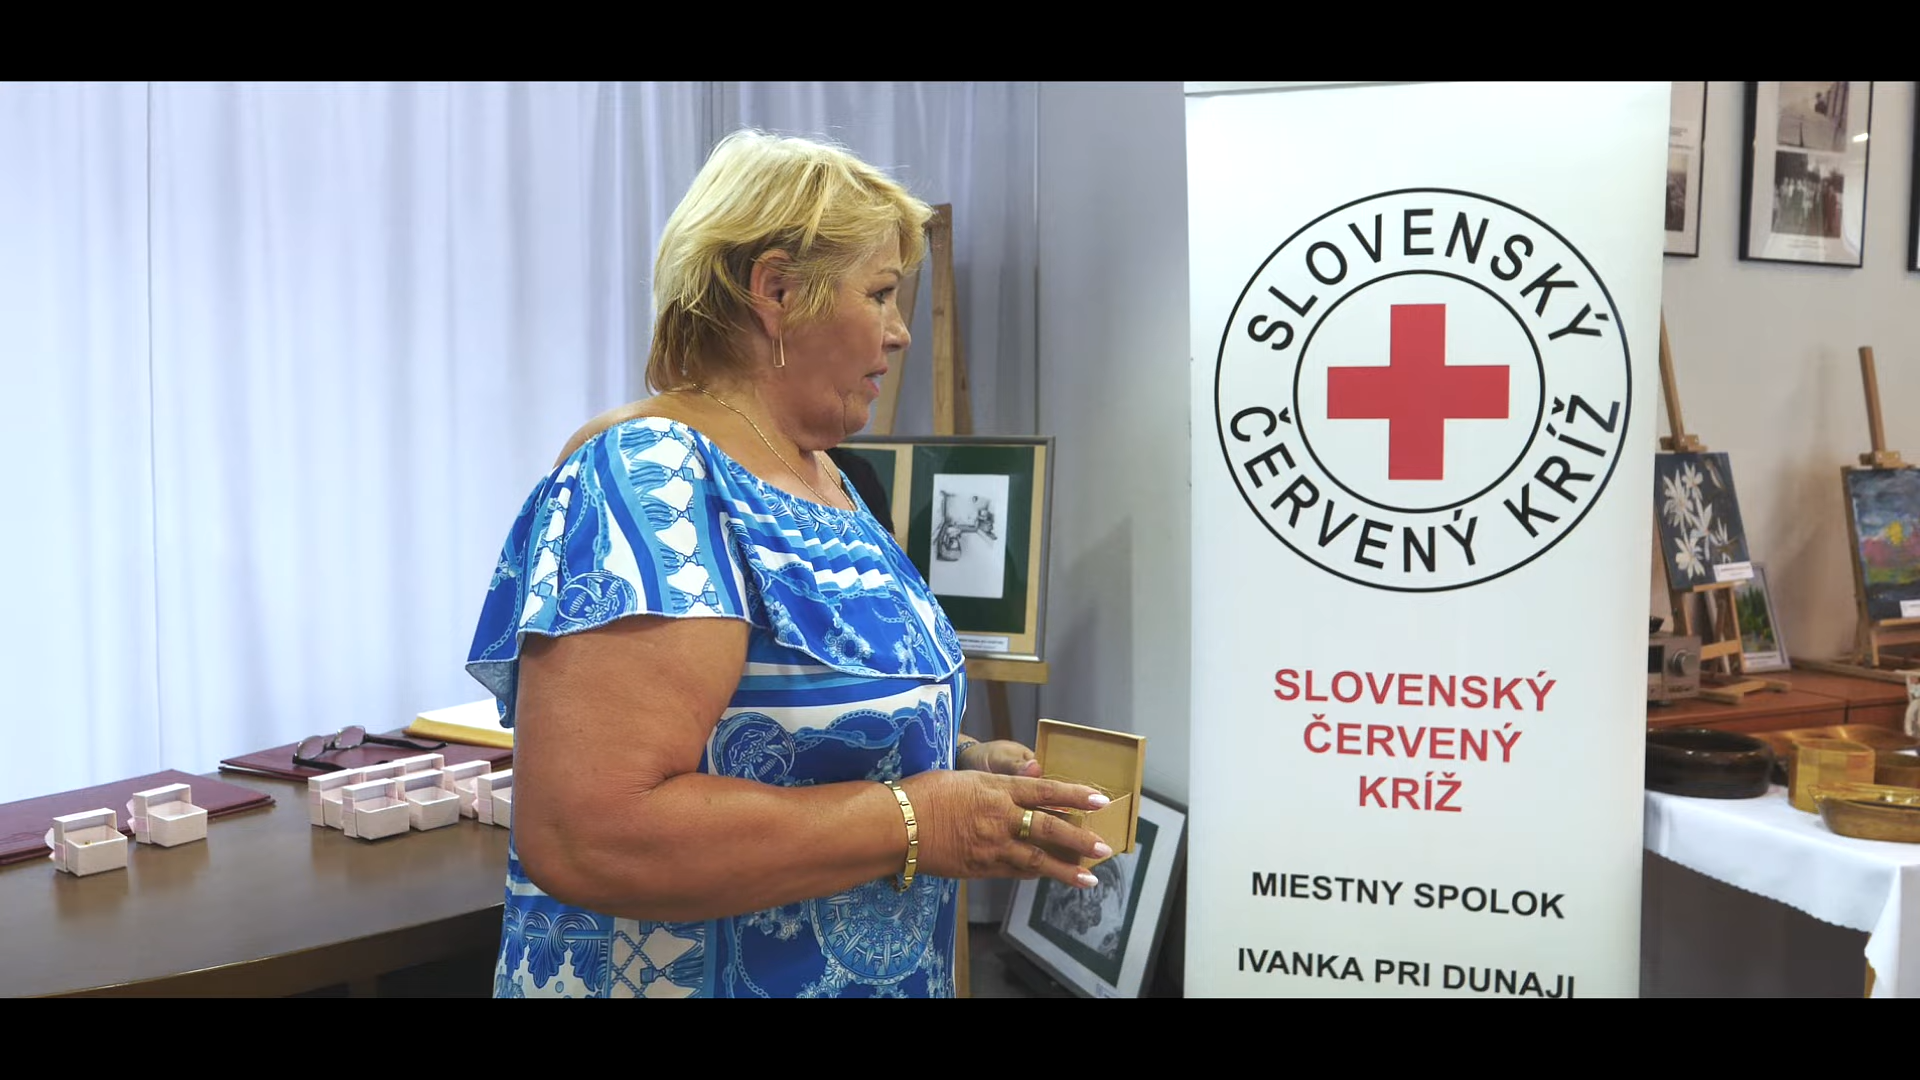 SLOVENSKÝ
ČERVENÝ KRÍŽ
SLOVENSKÝ
ČERVENÝ
KRÍŽ
MIESTNY SPOLOK
IVANKA PRI DUNAJI